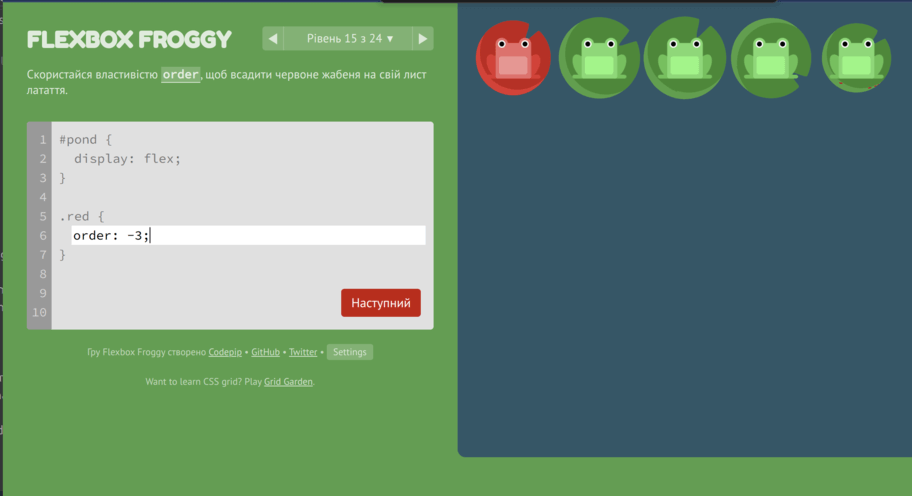 FLEXBOX FROGGY
◀ Рівень 15 з 24 ▼ ▶
Скористайся властивістю order, щоб всадити червоне жабеня на свій лист
латаття.
1 #pond {
2 display: flex;
3 }
4
5 .red {
6 order: -3;
7 }
8
9
10
Наступний
Гру Flexbox Froggy створено Codepip • GitHub • Twitter • Settings
Want to learn CSS grid? Play Grid Garden.